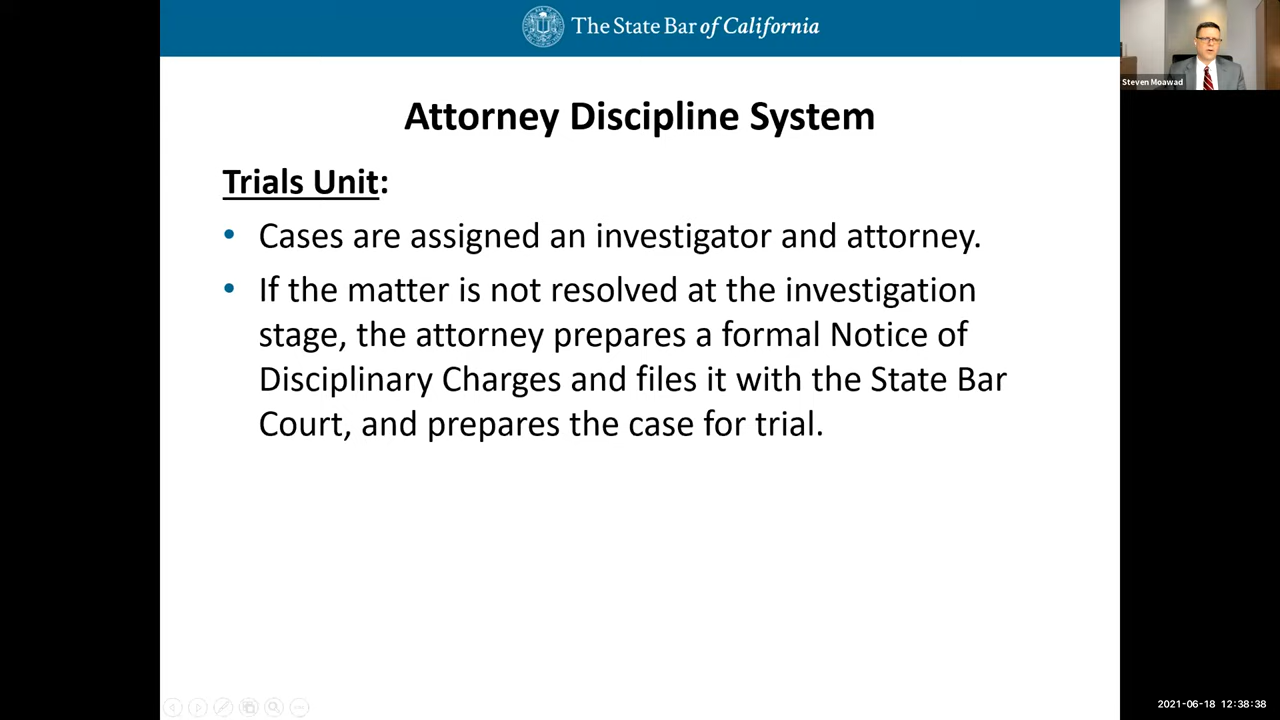 The State Bar of California
Steven Moawad
Attorney Discipline System
Trials Unit:
• Cases are assigned an investigator and attorney.
• If the matter is not resolved at the investigation
stage, the attorney prepares a formal Notice of
Disciplinary Charges and files it with the State Bar
Court, and prepares the case for trial.
2021-06-18 12:38:38